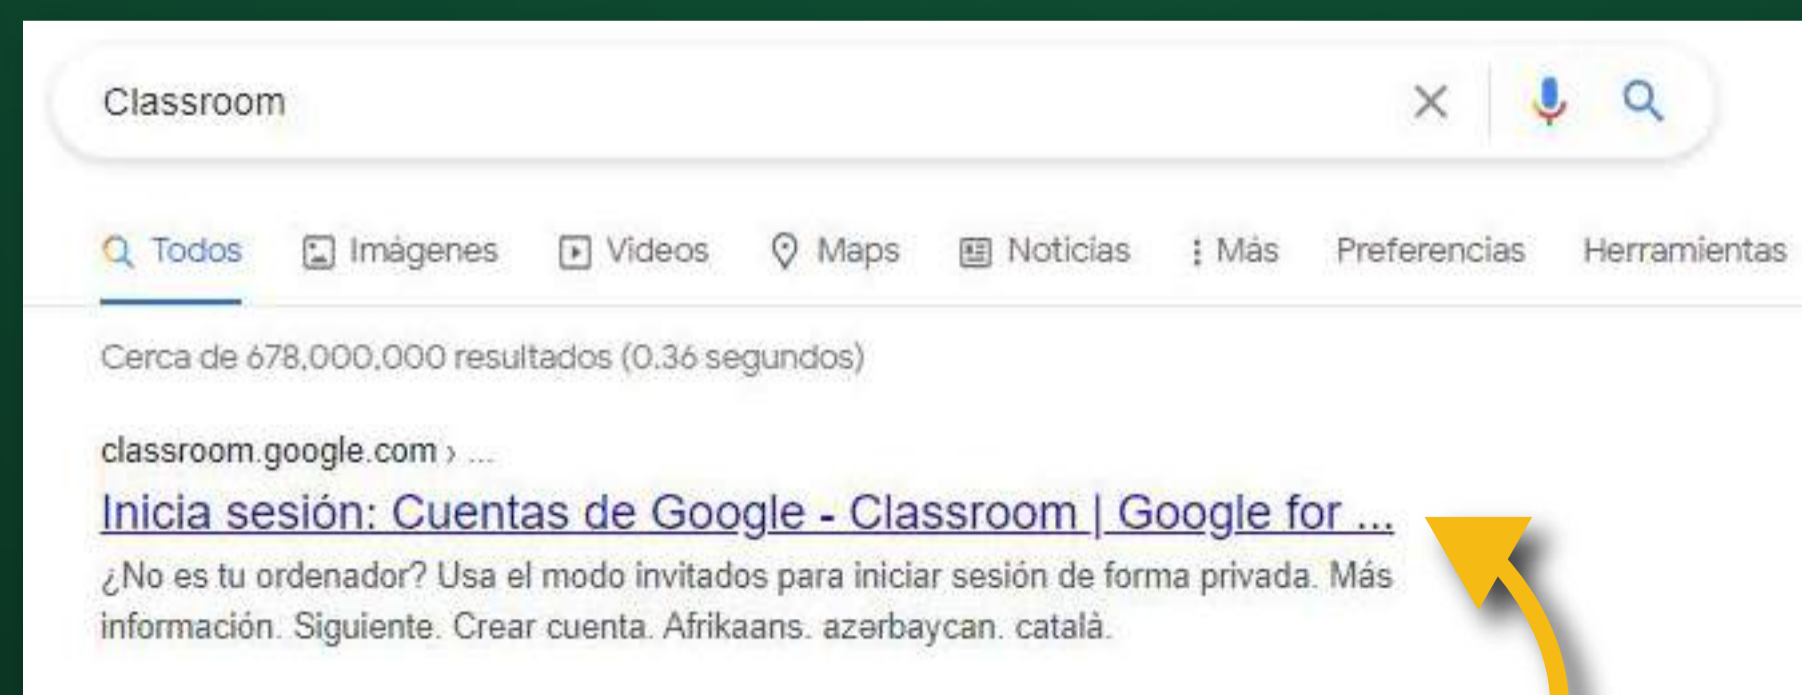 Classroom
Todos Imágenes Videos Maps Noticias Más Preferencias Herramientas
Cerca de 678,000,000 resultados (0.36 segundos)
classroom.google.com › ...
Inicia sesión: Cuentas de Google - Classroom | Google for ...
¿No es tu ordenador? Usa el modo invitados para iniciar sesión de forma privada. Más
información. Siguiente. Crear cuenta. Afrikaans. azərbaycan. català.